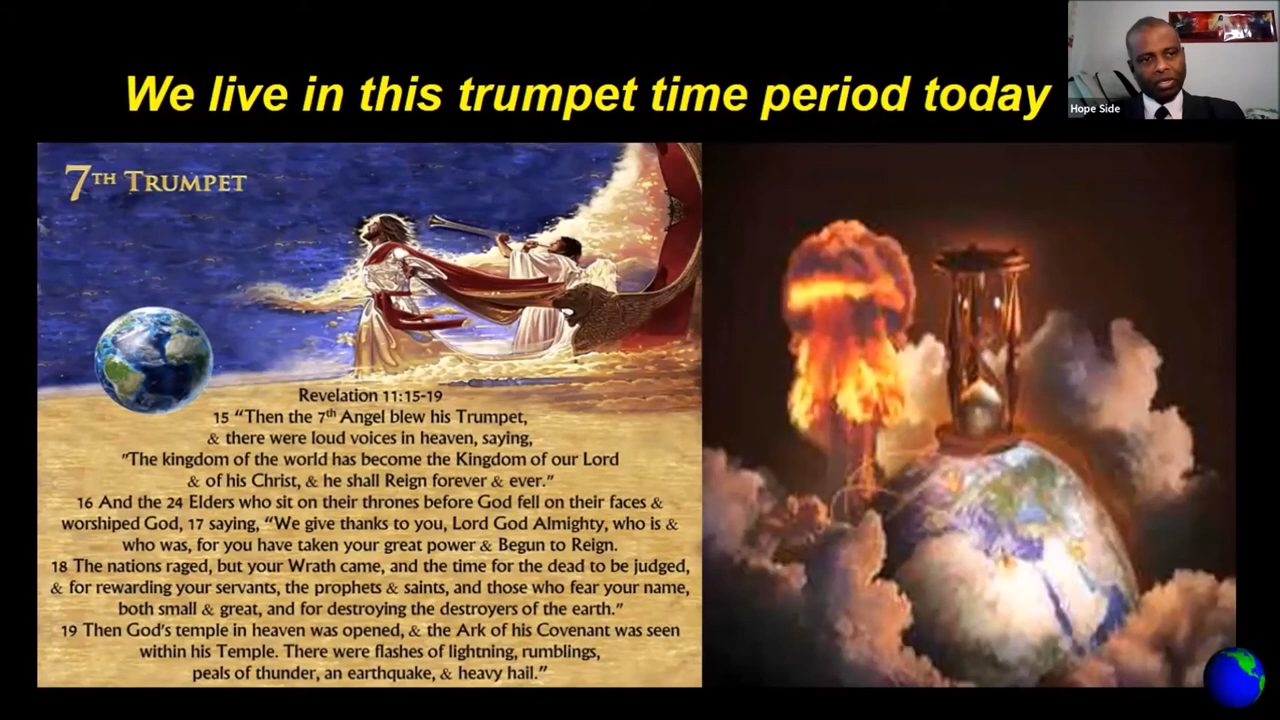 We live in this trumpet time period today
Hope Side
7TH TRUMPET
Revelation 11:15-19
15 “Then the 7th Angel blew his Trumpet,
& there were loud voices in heaven, saying,
"The kingdom of the world has become the Kingdom of our Lord
& of his Christ, & he shall Reign forever & ever.”
16 And the 24 Elders who sit on their thrones before God fell on their faces &
worshiped God, 17 saying, “We give thanks to you, Lord God Almighty, who is &
who was, for you have taken your great power & Begun to Reign.
18 The nations raged, but your Wrath came, and the time for the dead to be judged,
& for rewarding your servants, the prophets & saints, and those who fear your name,
both small & great, and for destroying the destroyers of the earth.”
19 Then God’s temple in heaven was opened, & the Ark of his Covenant was seen
within his Temple. There were flashes of lightning, rumblings,
peals of thunder, an earthquake, & heavy hail.”